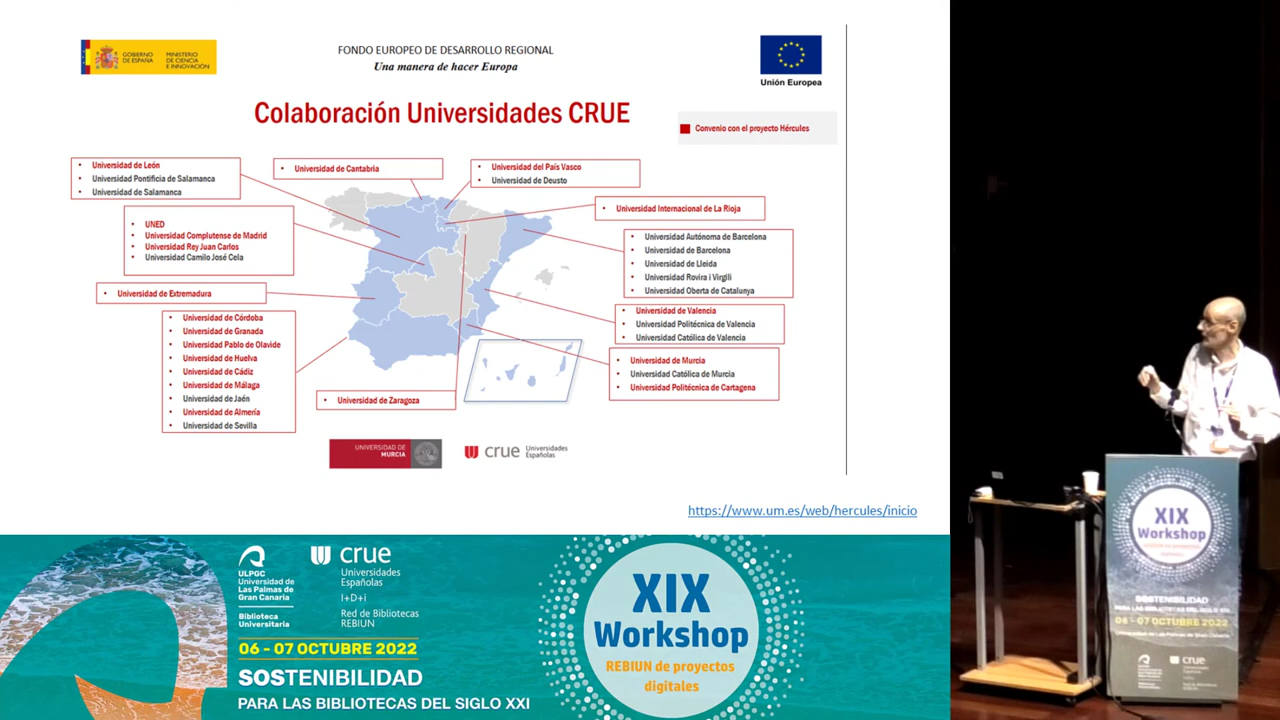 GOBIERNO
DE ESPAÑA
MINISTERIO
DE CIENCIA
E INNOVACIÓN
FONDO EUROPEO DE DESARROLLO REGIONAL
Una manera de hacer Europa
Unión Europea
Colaboración Universidades CRUE
Convenio con el proyecto Hércules
• Universidad de León
• Universidad Pontificia de Salamanca
• Universidad de Salamanca
• Universidad de Cantabria
• Universidad del País Vasco
• Universidad de Deusto
• Universidad Internacional de La Rioja
• UNED
• Universidad Complutense de Madrid
• Universidad Rey Juan Carlos
• Universidad Camilo José Cela
• Universidad Autónoma de Barcelona
• Universidad de Barcelona
• Universidad de Lleida
• Universidad Rovira i Virgili
• Universidad Oberta de Catalunya
• Universidad de Extremadura
• Universidad de Valencia
• Universidad Politécnica de Valencia
• Universidad Católica de Valencia
• Universidad de Córdoba
• Universidad de Granada
• Universidad Pablo de Olavide
• Universidad de Huelva
• Universidad de Cádiz
• Universidad de Málaga
• Universidad de Jaén
• Universidad de Almería
• Universidad de Sevilla
• Universidad de Murcia
• Universidad Católica de Murcia
• Universidad Politécnica de Cartagena
• Universidad de Zaragoza
UNIVERSIDAD DE
MURCIA
crue
Universidades
Españolas
https://www.um.es/web/hercules/inicio
ULPGC
Universidad de
Las Palmas de
Gran Canaria
Biblioteca
Universitaria
crue
Universidades
Españolas
I+D+i
Red de Bibliotecas
REBIUN
06 - 07 OCTUBRE 2022
SOSTENIBILIDAD
PARA LAS BIBLIOTECAS DEL SIGLO XXI
XIX
Workshop
REBIUN de proyectos
digitales
XIX
Workshop
SOSTENIBILIDAD
PARA LAS BIBLIOTECAS DEL SIGLO XXI
06 - 07 OCTUBRE 2022
crue